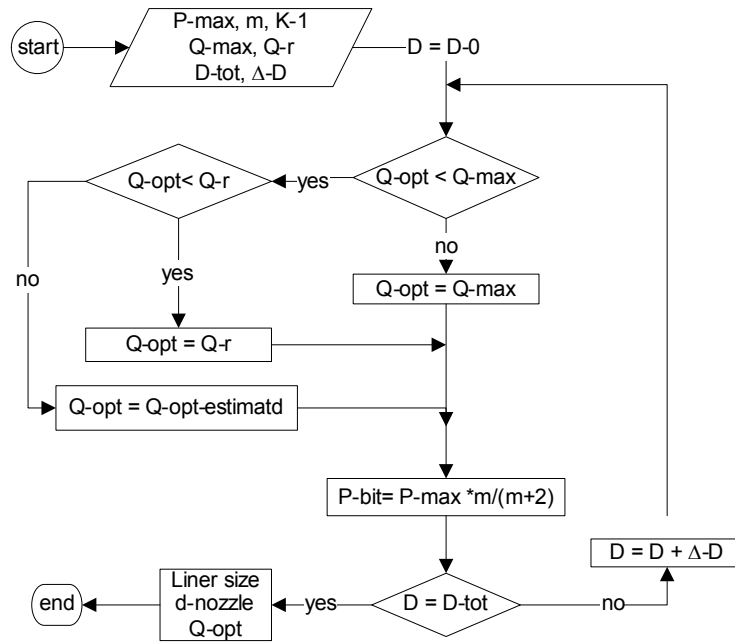 start
P-max, m, K-1
Q-max, Q-r
D-tot, Δ-D
D = D-0
Q-opt < Q-max
yes
Q-opt< Q-r
no
yes
no
Q-opt = Q-max
Q-opt = Q-r
Q-opt = Q-opt-estimatd
P-bit= P-max *m/(m+2)
D = D + Δ-D
D = D-tot
no
yes
Liner size
d-nozzle
Q-opt
end